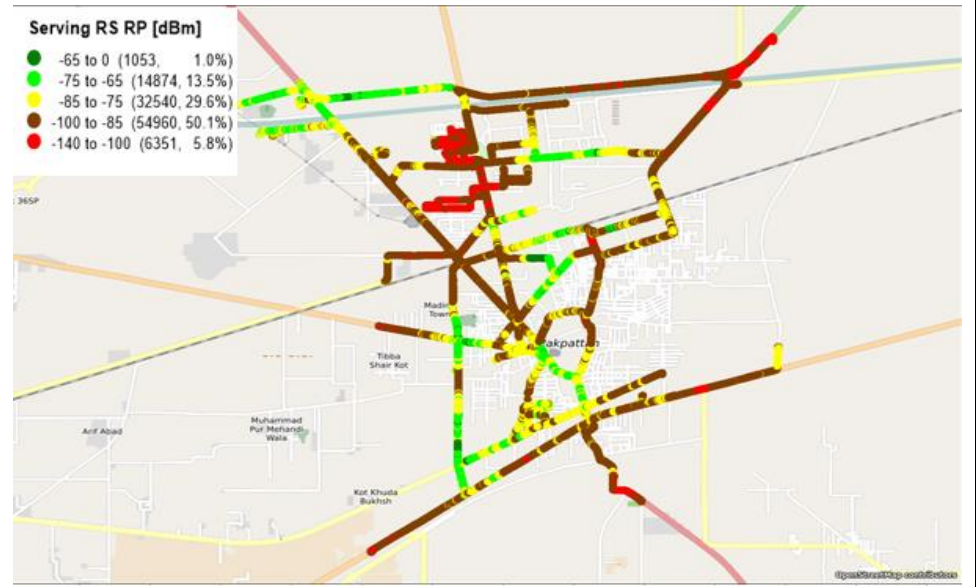 Serving RS RP [dBm]
-65 to 0 (1053, 1.0%)
-75 to -65 (14874, 13.5%)
-85 to -75 (32540, 29.6%)
-100 to -85 (54960, 50.1%)
-140 to -100 (6351, 5.8%)
36SP
Madin
Town
akpattan
Tibba
Shair Kot
Arif Abad
Muhammad
Pur Mehandi
Wala
Kot Khuda
Bukhsh
OpenStreetMap contributors